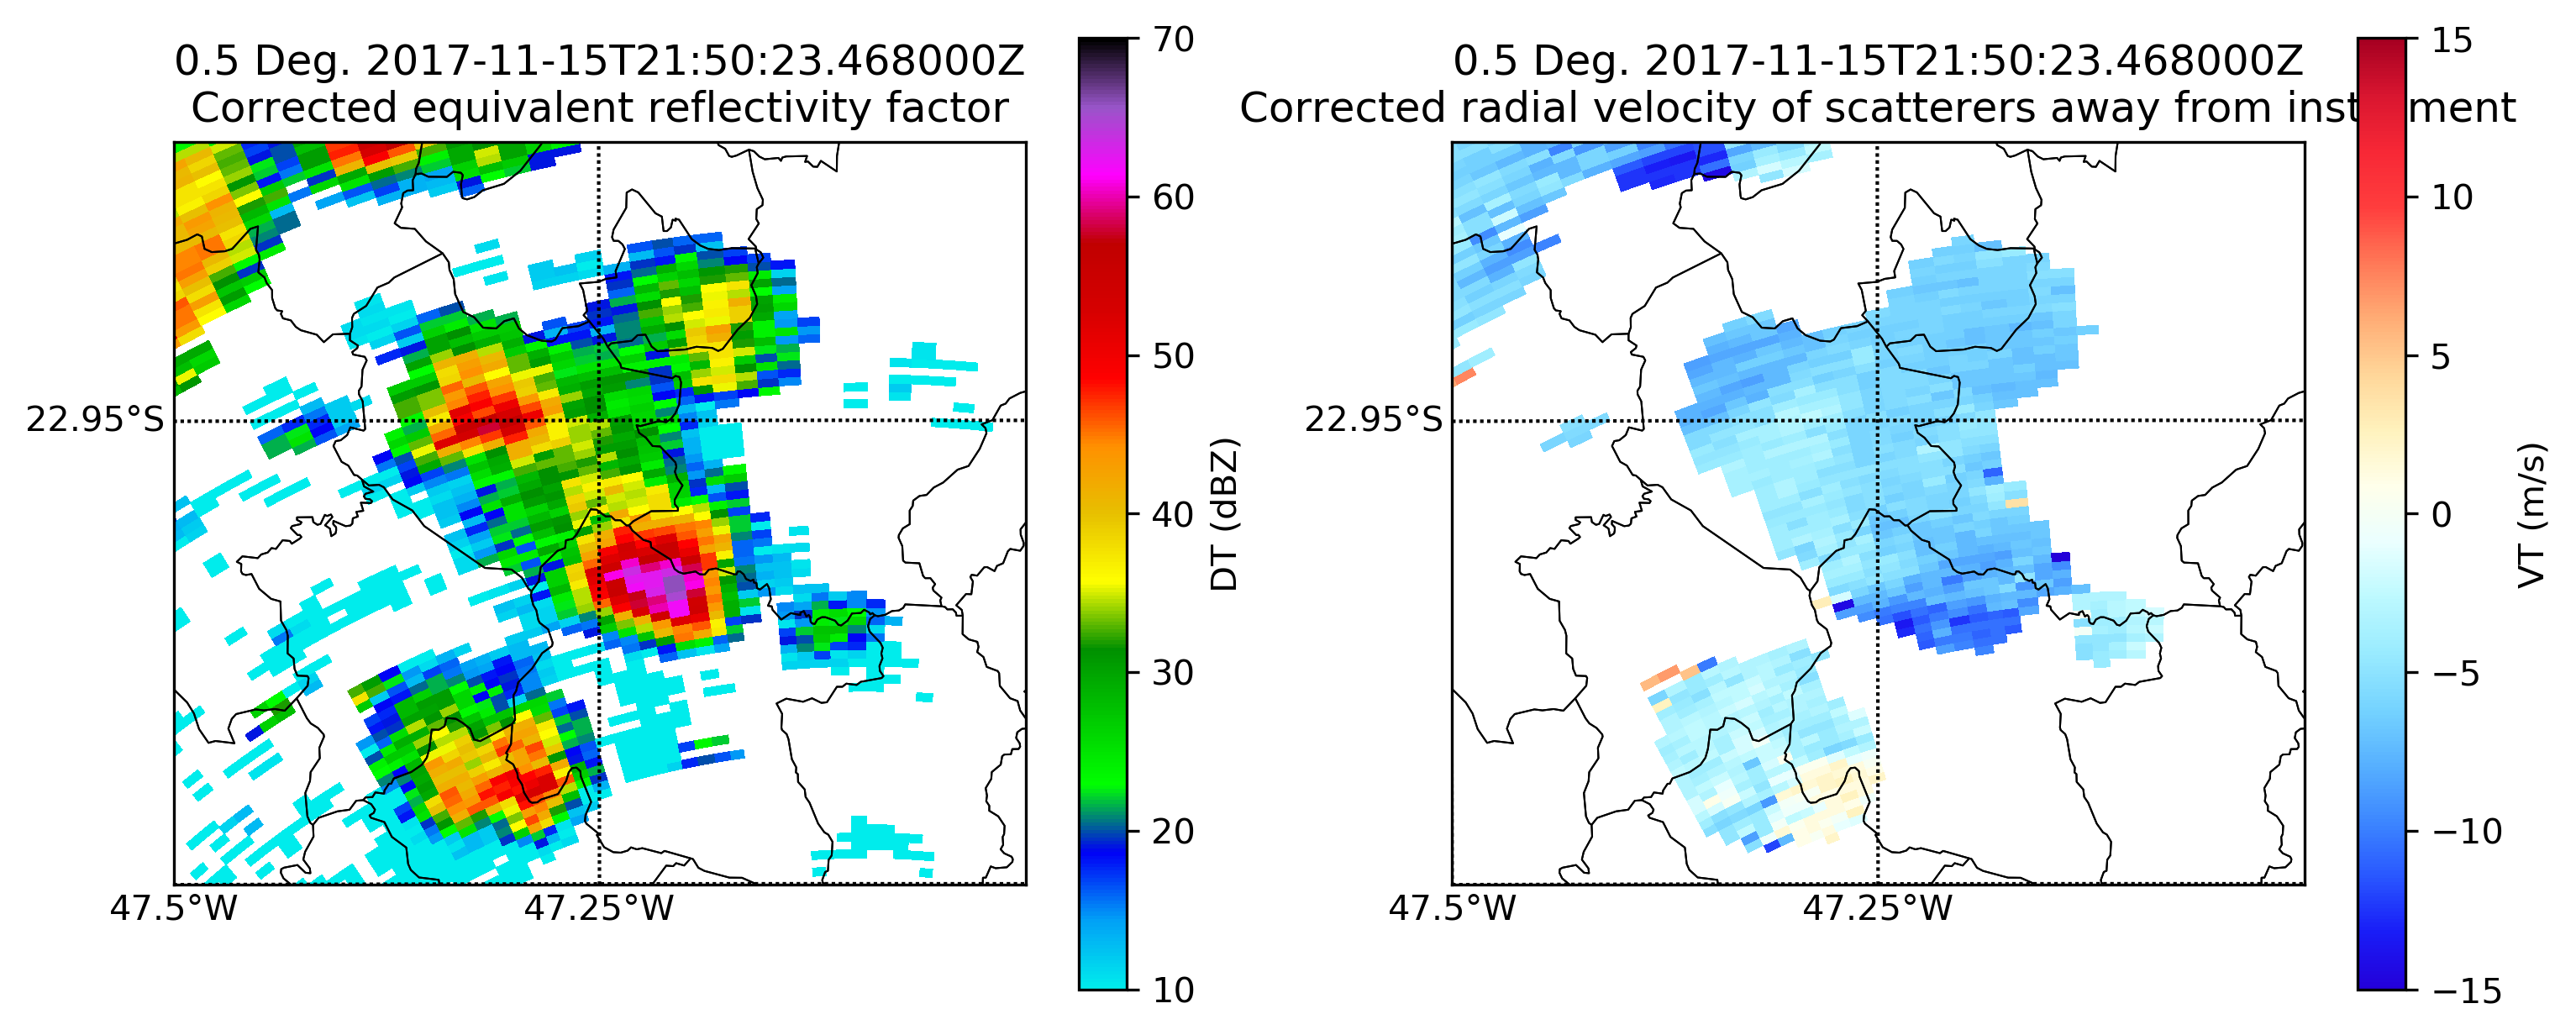 0.5 Deg. 2017-11-15T21:50:23.468000Z
Corrected equivalent reflectivity factor
22.95°S
47.5°W
47.25°W
70
60
50
40
30
20
10
DT (dBZ)
0.5 Deg. 2017-11-15T21:50:23.468000Z
Corrected radial velocity of scatterers away from inst ment
22.95°S
47.5°W
47.25°W
15
10
5
0
−5
−10
−15
VT (m/s)